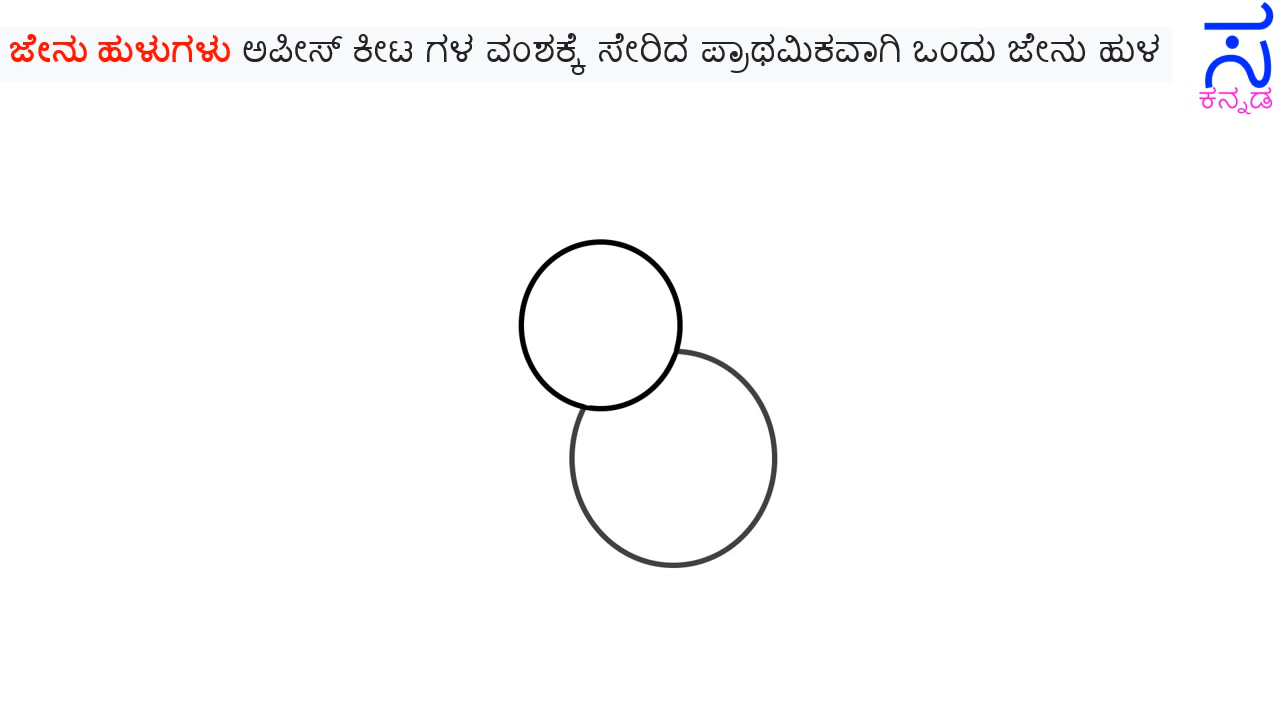 ಜೇನು ಹುಳುಗಳು ಅಪೀಸ್ ಕೀಟ ಗಳ ವಂಶಕ್ಕೆ ಸೇರಿದ ಪ್ರಾಥಮಿಕವಾಗಿ ಒಂದು ಜೇನು ಹುಳ
ಸ
ಕನ್ನಡ